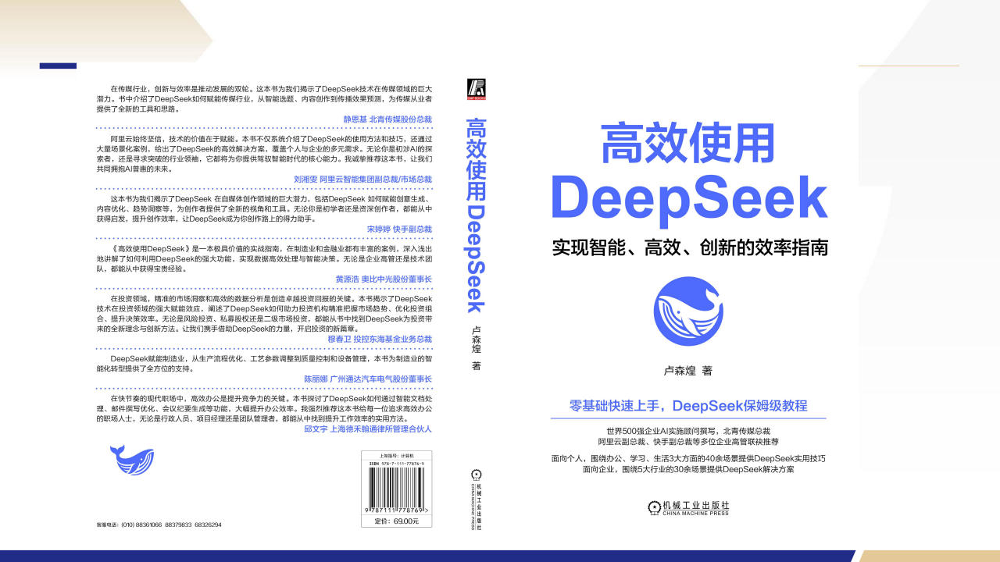 在传媒行业，创新与效率是推动发展的双轮。这本书为我们揭示了DeepSeek技术在传媒领域的巨大
潜力。书中介绍了DeepSeek如何赋能传媒行业，从智能选题、内容创作到传播效果预测，为传媒从业者
提供了全新的工具和思路。
静恩基 北青传媒股份总裁
阿里云始终坚信，技术的价值在于赋能。本书不仅系统介绍了DeepSeek的使用方法和技巧，还通过
大量场景化案例，给出了DeepSeek的高效解决方案，覆盖个人与企业的多元需求。无论你是初涉AI的探
索者，还是寻求突破的行业领袖，它都将为你提供驾驭智能时代的核心能力。我诚挚推荐这本书，让我们
共同拥抱AI普惠的未来。
刘湘雯 阿里云智能集团副总裁/市场总裁
这本书为我们揭示了DeepSeek 在自媒体创作领域的巨大潜力，包括DeepSeek 如何赋能创意生成、
内容优化、趋势洞察等，为创作者提供了全新的视角和工具。无论你是初学者还是资深创作者，都能从中
获得启发，提升创作效率，让DeepSeek成为你创作路上的得力助手。
宋婷婷 快手副总裁
《高效使用DeepSeek》是一本极具价值的实战指南，在制造业和金融业都有丰富的案例，深入浅出
地讲解了如何利用DeepSeek的强大功能，实现数据高效处理与智能决策。无论是企业高管还是技术团
队，都能从中获得宝贵经验。
黄源浩 奥比中光股份董事长
在投资领域，精准的市场洞察和高效的数据分析是创造卓越投资回报的关键。本书揭示了DeepSeek
技术在投资领域的强大赋能效应，阐述了DeepSeek如何助力投资机构精准把握市场趋势、优化投资组
合、提升决策效率。无论是风险投资、私募股权还是二级市场投资，都能从书中找到DeepSeek为投资带
来的全新理念与创新方法。让我们携手借助DeepSeek的力量，开启投资的新篇章。
穆春卫 投控东海基金业务总裁
DeepSeek赋能制造业，从生产流程优化、工艺参数调整到质量控制和设备管理，本书为制造业的智
能化转型提供了全方位的支持。
陈丽娜 广州通达汽车电气股份董事长
在快节奏的现代职场中，高效办公是提升竞争力的关键。本书探讨了DeepSeek如何通过智能文档处
理、邮件撰写优化、会议纪要生成等功能，大幅提升办公效率。我强烈推荐这本书给每一位追求高效办公
的职场人士，无论是行政人员、项目经理还是团队管理者，都能从中找到提升工作效率的实用方法。
邱文宇 上海德禾翰通律所管理合伙人
上架指导：计算机
ISBN 978-7-111-77876-9
9 787111 778769 >
定价：69.00元
客服电话：(010) 88361066 88379833 68326294
高效使用DeepSeek
卢森煌 著
机械工业出版社
CHINA MACHINE PRESS
高效使用
DeepSeek
实现智能、高效、创新的效率指南
卢森煌 著
零基础快速上手，DeepSeek保姆级教程
世界500强企业AI实施顾问撰写，北青传媒总裁
阿里云副总裁、快手副总裁等多位企业高管联袂推荐
面向个人，围绕办公、学习、生活3大方面的40余场景提供DeepSeek实用技巧
面向企业，围绕5大行业的30余场景提供DeepSeek解决方案
机械工业出版社
CHINA MACHINE PRESS